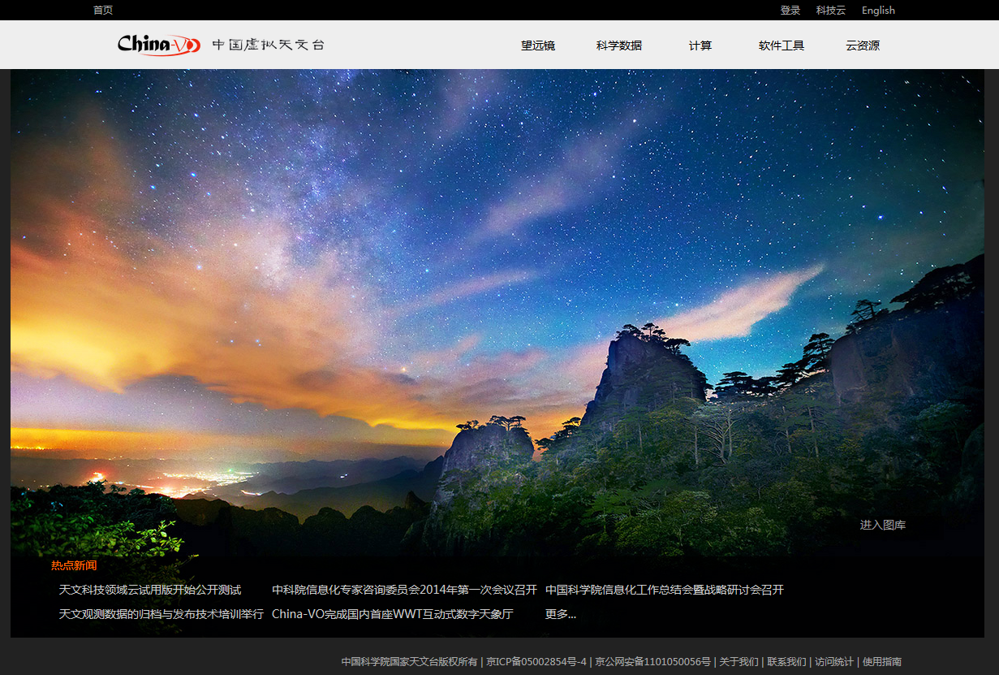 首页 登录 科技云 English
China-VO 中国虚拟天文台 望远镜 科学数据 计算 软件工具 云资源
进入图库
热点新闻
天文科技领域云试用版开始公开测试 中科院信息化专家咨询委员会2014年第一次会议召开 中国科学院信息化工作总结会暨战略研讨会召开
天文观测数据的归档与发布技术培训举行 China-VO完成国内首座WWT互动式数字天象厅 更多...
中国科学院国家天文台版权所有 | 京ICP备05002854号-4 | 京公网安备1101050056号 | 关于我们 | 联系我们 | 访问统计 | 使用指南